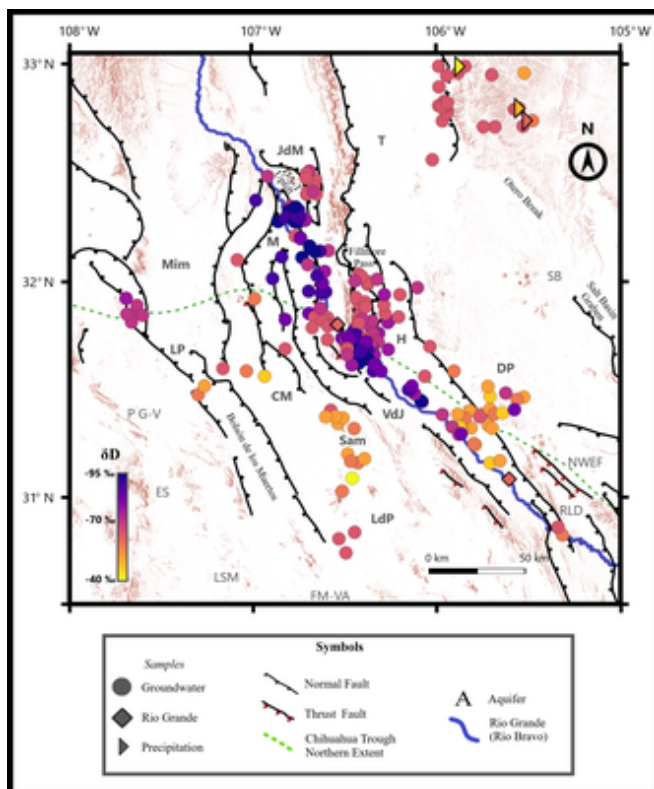 108°W 107°W 106°W 105°W
33°N
N
JdM
T
Otero Break
M
Fillmore Pass
32°N
Mim
SB
Salt Basin Graben
LP
H
DP
CM
VdJ
P G-V
Bolsón de los Muertos
Sam
NWEF
δD
-95 ‰
-70 ‰
-40 ‰
ES
31°N
RLD
LdP
0 km 50 km
LSM
FM-VA
Symbols
Samples
Groundwater
Rio Grande
Precipitation
Normal Fault
Thrust Fault
Chihuahua Trough
Northern Extent
A Aquifer
Rio Grande
(Rio Bravo)